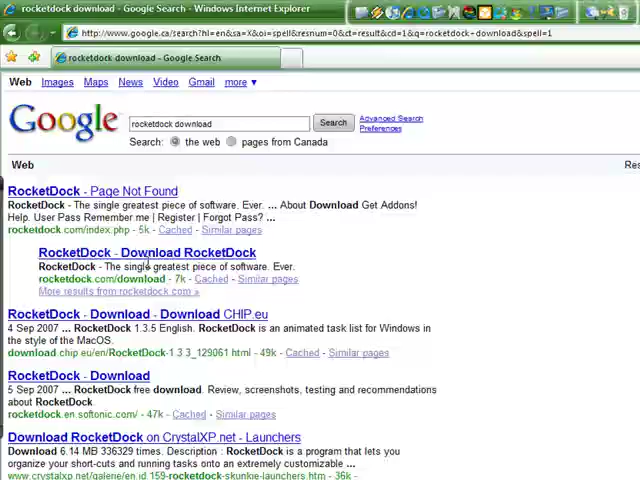 rocketdock download - Google Search - Windows Internet Explorer
http://www.google.ca/search?hl=en&sa=X&oi=spell&resnum=0&ct=result&cd=1&q=rocketdock+download&spell=1
rocketdock download - Google Search
Web Images Maps News Video Gmail more ▼
Google rocketdock download Search Advanced Search
Preferences
Search: the web pages from Canada
Web Res
RocketDock - Page Not Found
RocketDock - The single greatest piece of software. Ever. ... About Download Get Addons!
Help. User Pass Remember me | Register | Forgot Pass? ...
rocketdock.com/index.php - 5k - Cached - Similar pages
RocketDock - Download RocketDock
RocketDock - The single greatest piece of software. Ever.
rocketdock.com/download - 7k - Cached - Similar pages
More results from rocketdock.com »
RocketDock - Download - Download CHIP.eu
4 Sep 2007 ... RocketDock 1.3.5 English. RocketDock is an animated task list for Windows in
the style of the MacOS.
download.chip.eu/en/RocketDock-1.3.3_129061.html - 49k - Cached - Similar pages
RocketDock - Download
5 Sep 2007 ... RocketDock free download. Review, screenshots, testing and recommendations
about RocketDock
rocketdock.en.softonic.com/ - 47k - Cached - Similar pages
Download RocketDock on CrystalXP.net - Launchers
Download 6.14 MB 336329 times. Description : RocketDock is a program that lets you
organize your short-cuts and running tasks onto an extremely customizable ...
www.crystalxp.net/galerie/en.id.159-rocketdock-skunkie-launchers.htm - 36k -